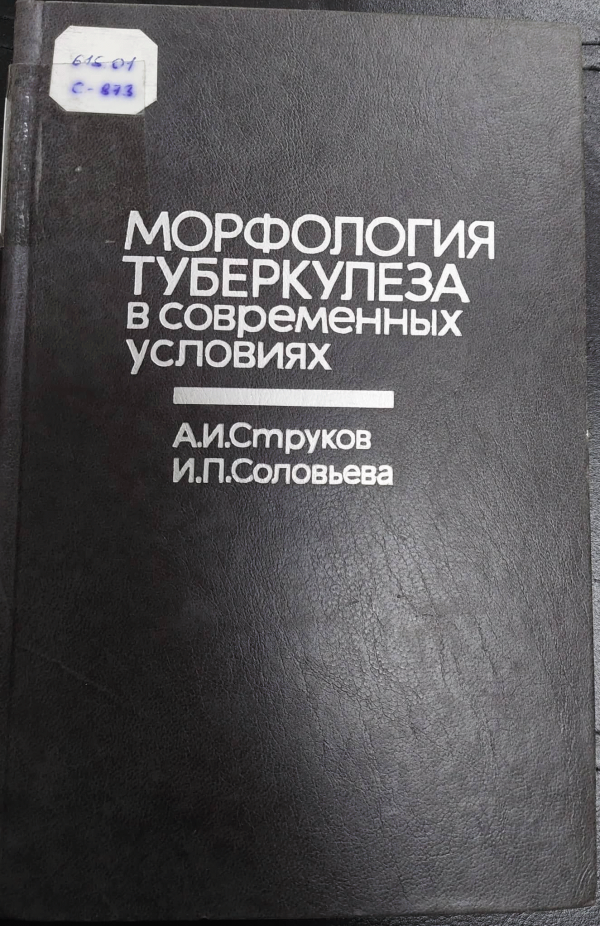 616.01
С-873
МОРФОЛОГИЯ
ТУБЕРКУЛЕЗА
в современных
условиях
А.И.Струков
И.П.Соловьева